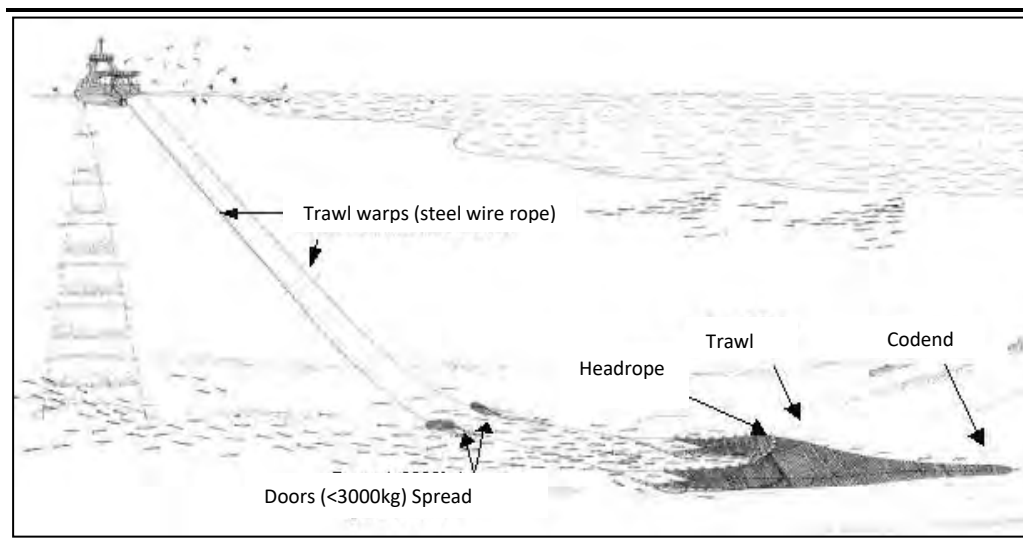 Trawl warps (steel wire rope)
Trawl
Codend
Headrope
Doors (<3000kg) Spread